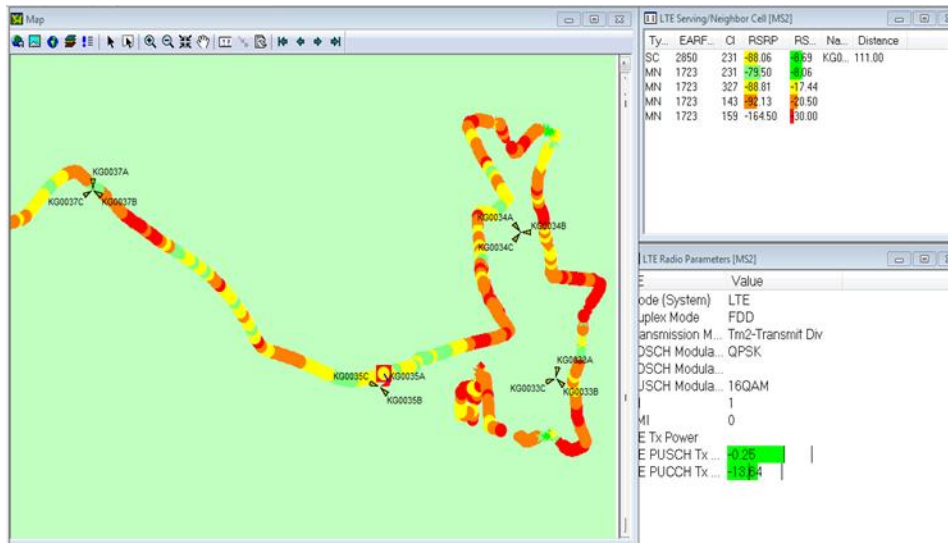 Map
KG0037A
KG0037C
KG0037B
KG0034A
KG0034B
KG0034C
KG0035C
KG0035A
KG0035B
KG0033A
KG0033C
KG0033B
LTE Serving/Neighbor Cell [MS2]
Ty... EARF... CI RSRP RS... Na... Distance
SC 2850 231 -88.06 -8.69 KG0... 111.00
MN 1723 231 -79.50 -8.06
MN 1723 327 -88.81 -17.44
MN 1723 143 -92.13 -20.50
MN 1723 159 -164.50 -30.00
LTE Radio Parameters [MS2]
E Value
ode (System) LTE
uplex Mode FDD
ansmission M... Tm2-Transmit Div
DSCH Modula... QPSK
DSCH Modula...
USCH Modula... 16QAM
1
MI 0
E Tx Power
E PUSCH Tx ... -0.25
E PUCCH Tx ... -13.64